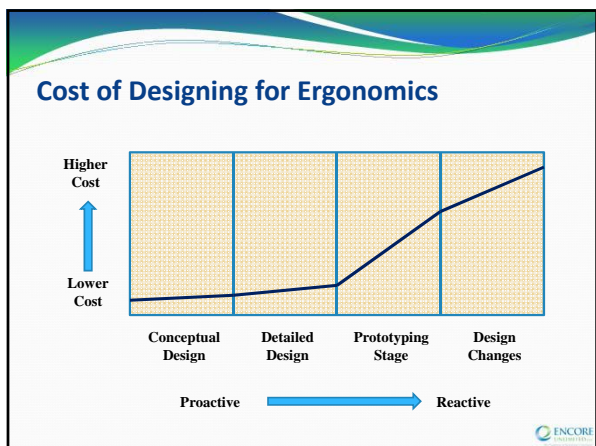 Cost of Designing for Ergonomics
Higher
Cost
Lower
Cost
Conceptual
Design
Detailed
Design
Prototyping
Stage
Design
Changes
Proactive
Reactive
ENCORE